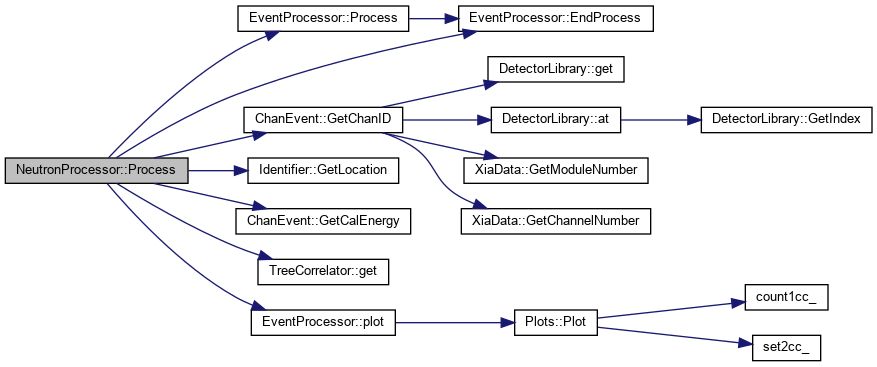 EventProcessor::Process
EventProcessor::EndProcess
DetectorLibrary::get
ChanEvent::GetChanID
DetectorLibrary::at
DetectorLibrary::GetIndex
NeutronProcessor::Process
Identifier::GetLocation
XiaData::GetModuleNumber
ChanEvent::GetCalEnergy
XiaData::GetChannelNumber
TreeCorrelator::get
EventProcessor::plot
Plots::Plot
count1cc_
set2cc_